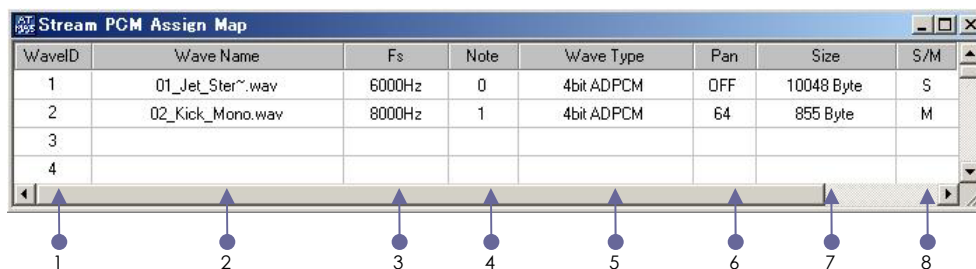 AT MA5 Stream PCM Assign Map
WaveID Wave Name Fs Note Wave Type Pan Size S/M
1 01_Jet_Ster~.wav 6000Hz 0 4bit ADPCM OFF 10048 Byte S
2 02_Kick_Mono.wav 8000Hz 1 4bit ADPCM 64 855 Byte M
3
4
1 2 3 4 5 6 7 8